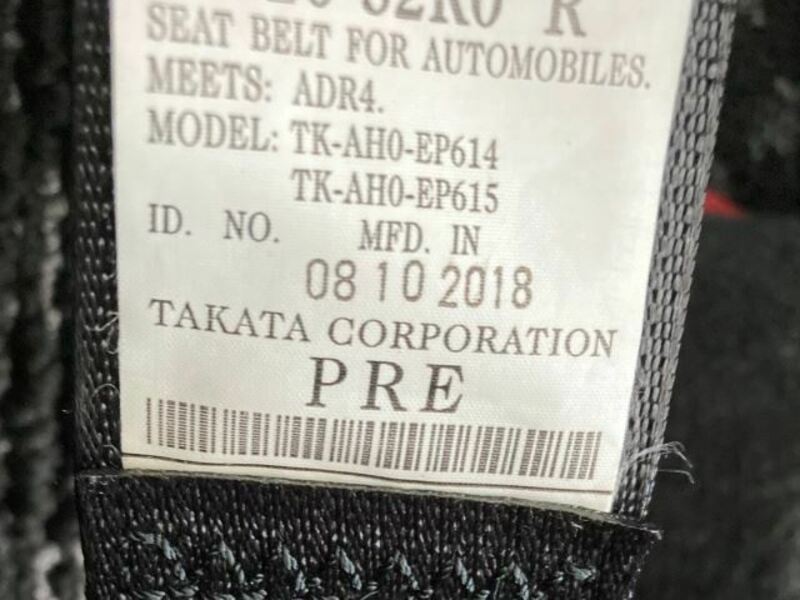 R
SEAT BELT FOR AUTOMOBILES.
MEETS: ADR4.
MODEL: TK-AH0-EP614
TK-AH0-EP615
ID. NO. MFD. IN
08 10 2018
TAKATA CORPORATION
PRE